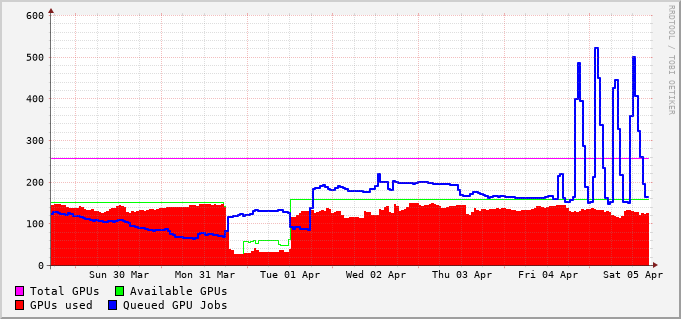 600
500
400
300
200
100
0
Sun 30 Mar Mon 31 Mar Tue 01 Apr Wed 02 Apr Thu 03 Apr Fri 04 Apr Sat 05 Apr
Total GPUs Available GPUs
GPUs used Queued GPU Jobs
RRDTOOL / TOBI OETIKER